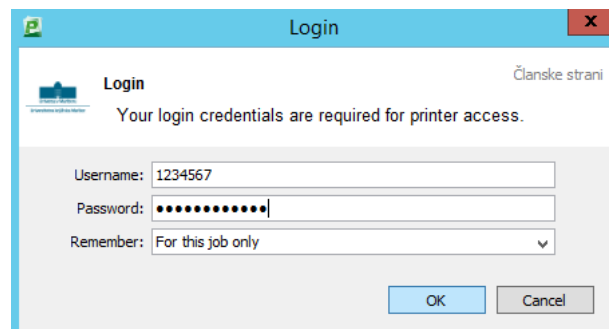 Login
Članske strani
Login
Your login credentials are required for printer access.
Username: 1234567
Password: ●●●●●●●●●●●●
Remember: For this job only
OK Cancel